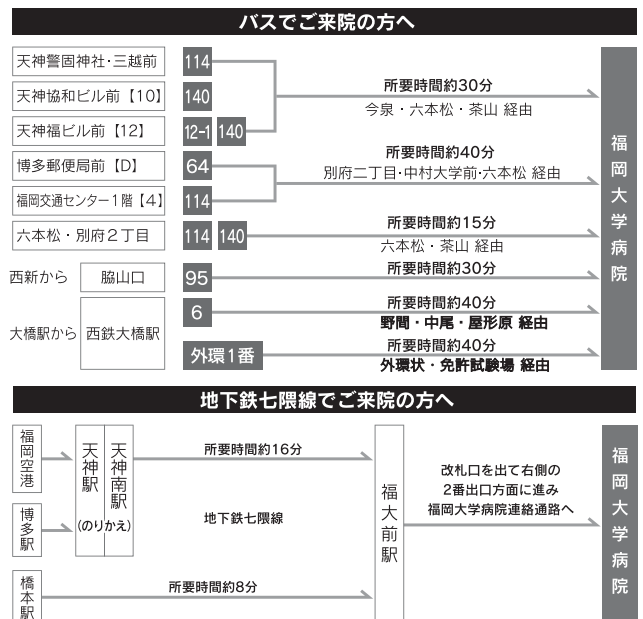 バスでご来院の方へ
天神警固神社・三越前
114
天神協和ビル前【10】
140
天神福ビル前【12】
12-1
140
所要時間約30分
今泉・六本松・茶山 経由
博多郵便局前【D】
64
福岡交通センター1階【4】
114
所要時間約40分
別府二丁目・中村大学前・六本松 経由
六本松・別府2丁目
114
140
所要時間約15分
六本松・茶山 経由
西新から
脇山口
95
所要時間約30分
大橋駅から
西鉄大橋駅
6
所要時間約40分
野間・中尾・屋形原 経由
外環1番
所要時間約40分
外環状・免許試験場 経由
福岡大学病院
地下鉄七隈線でご来院の方へ
福岡空港
博多駅
天神駅
天神南駅
(のりかえ)
所要時間約16分
地下鉄七隈線
橋本駅
所要時間約8分
福大前駅
改札口を出て右側の
2番出口方面に進み
福岡大学病院連絡通路へ
福岡大学病院